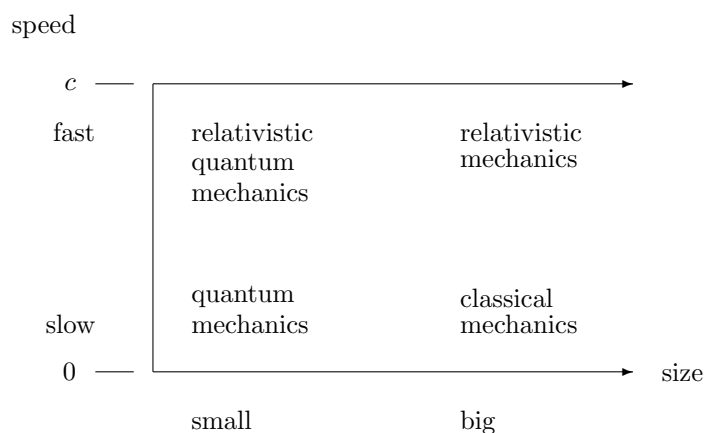 speed
c
fast
relativistic
quantum
mechanics
relativistic
mechanics
quantum
mechanics
classical
mechanics
slow
0
size
small
big